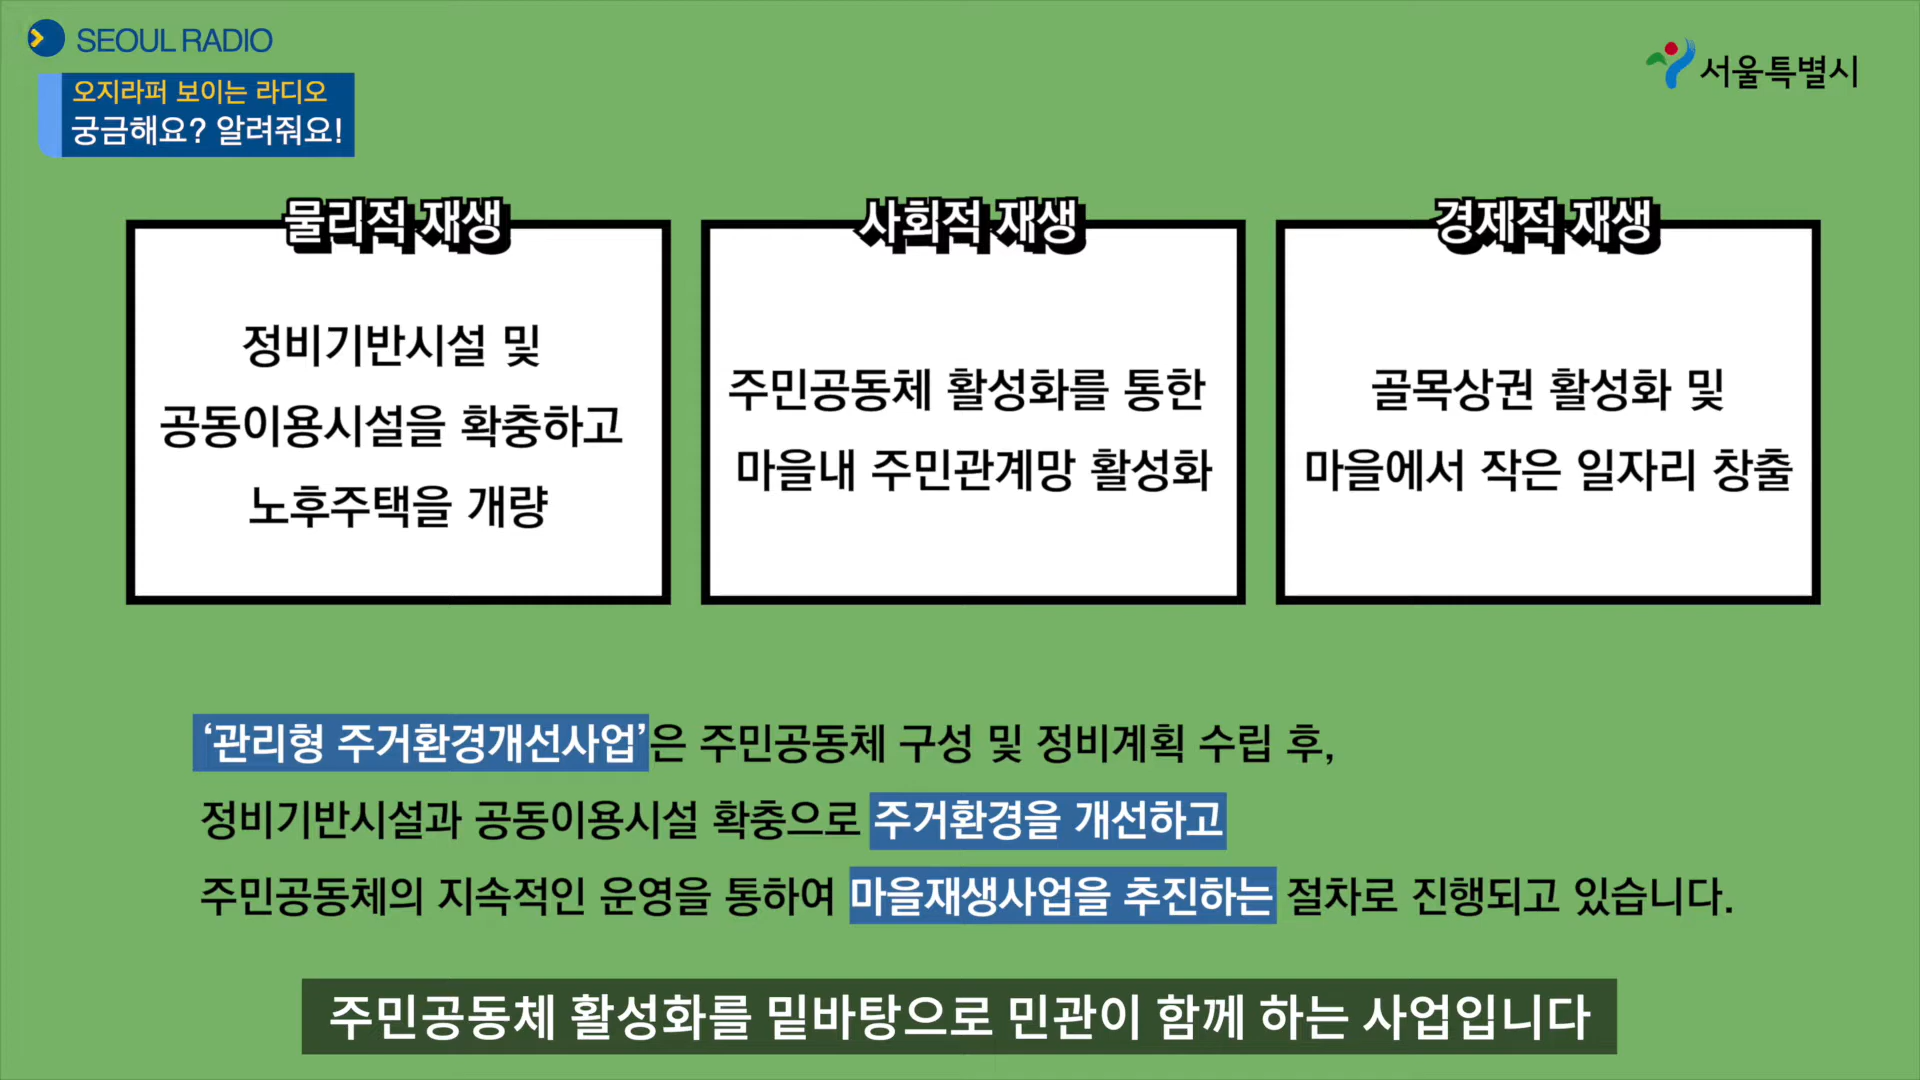 SEOUL RADIO
오지라퍼 보이는 라디오
궁금해요? 알려줘요!
서울특별시
물리적 재생
정비기반시설 및
공동이용시설을 확충하고
노후주택을 개량
사회적 재생
주민공동체 활성화를 통한
마을내 주민관계망 활성화
경제적 재생
골목상권 활성화 및
마을에서 작은 일자리 창출
‘관리형 주거환경개선사업’은 주민공동체 구성 및 정비계획 수립 후,
정비기반시설과 공동이용시설 확충으로 주거환경을 개선하고
주민공동체의 지속적인 운영을 통하여 마을재생사업을 추진하는 절차로 진행되고 있습니다.
주민공동체 활성화를 밑바탕으로 민관이 함께 하는 사업입니다